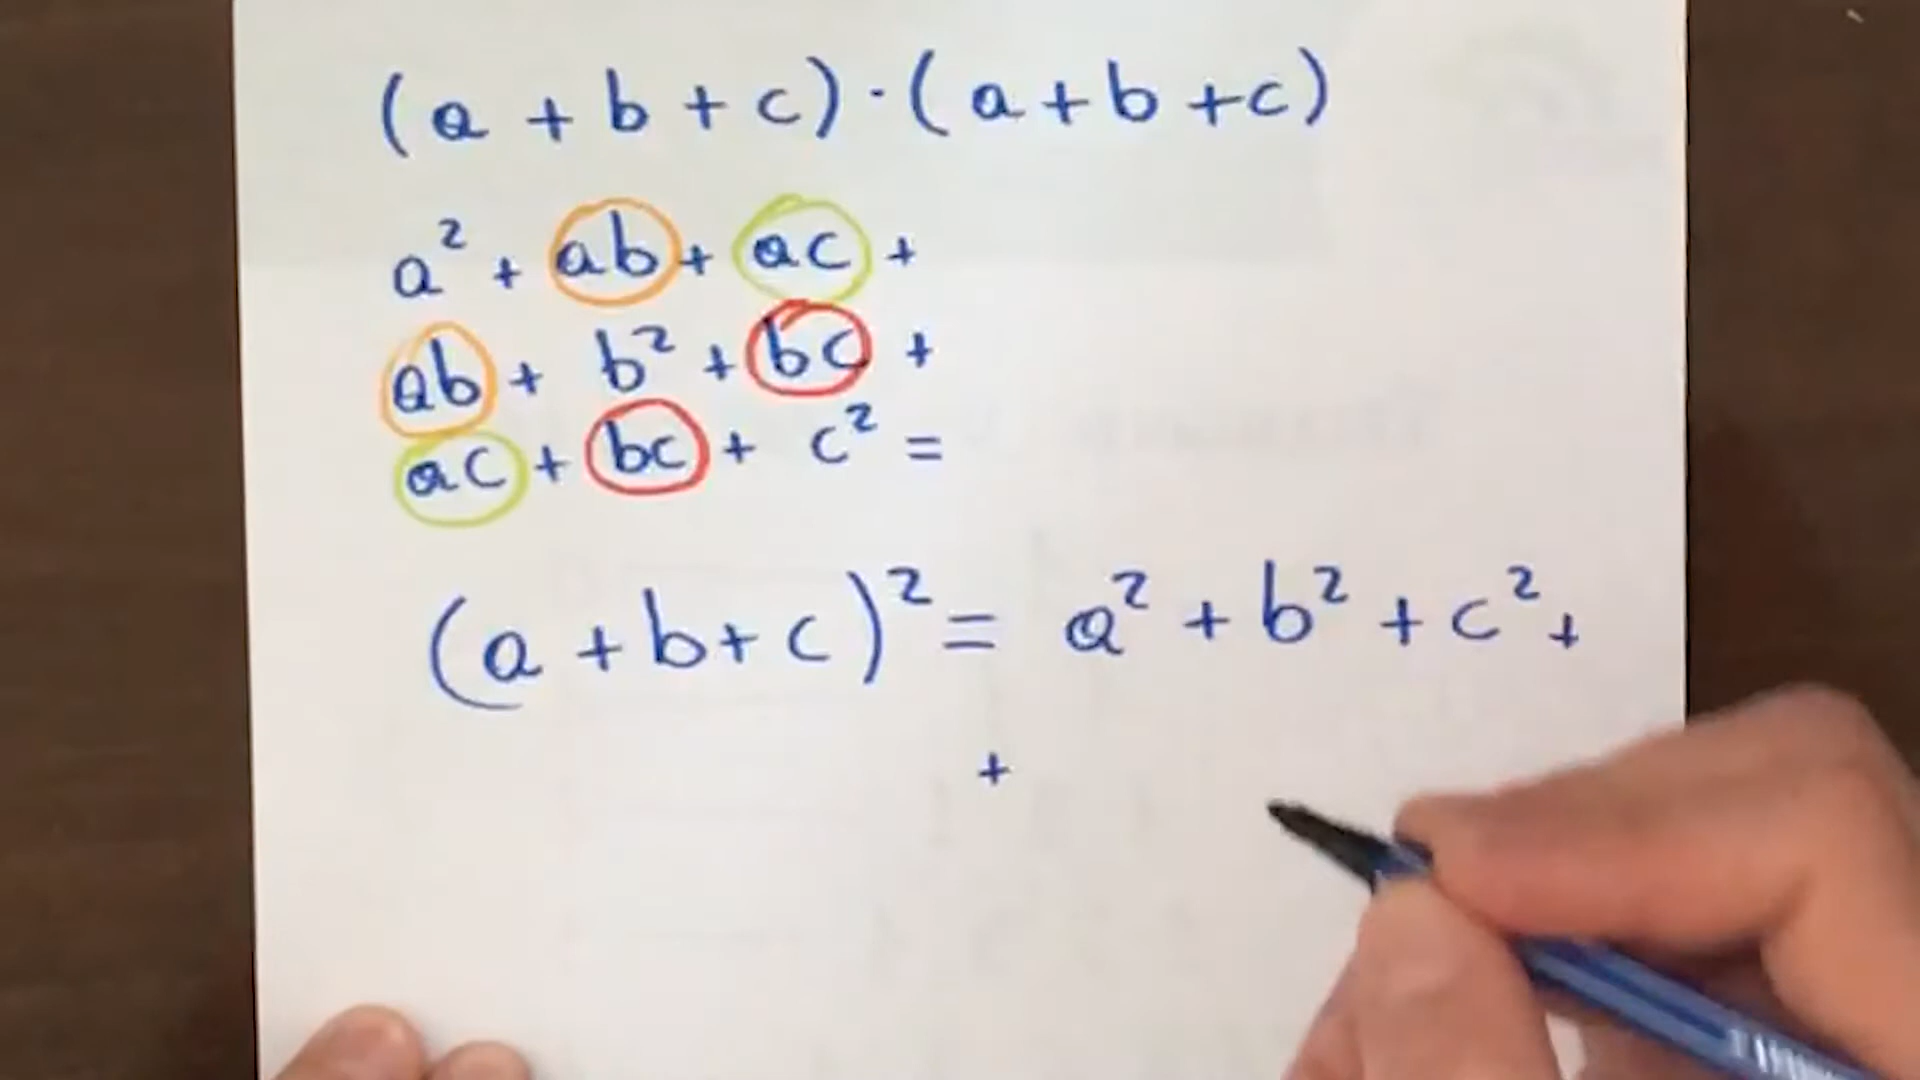 (a + b + c) · (a + b + c)
a² + ab + ac +
ab + b² + bc +
ac + bc + c² =
(a + b + c)² = a² + b² + c² +
+